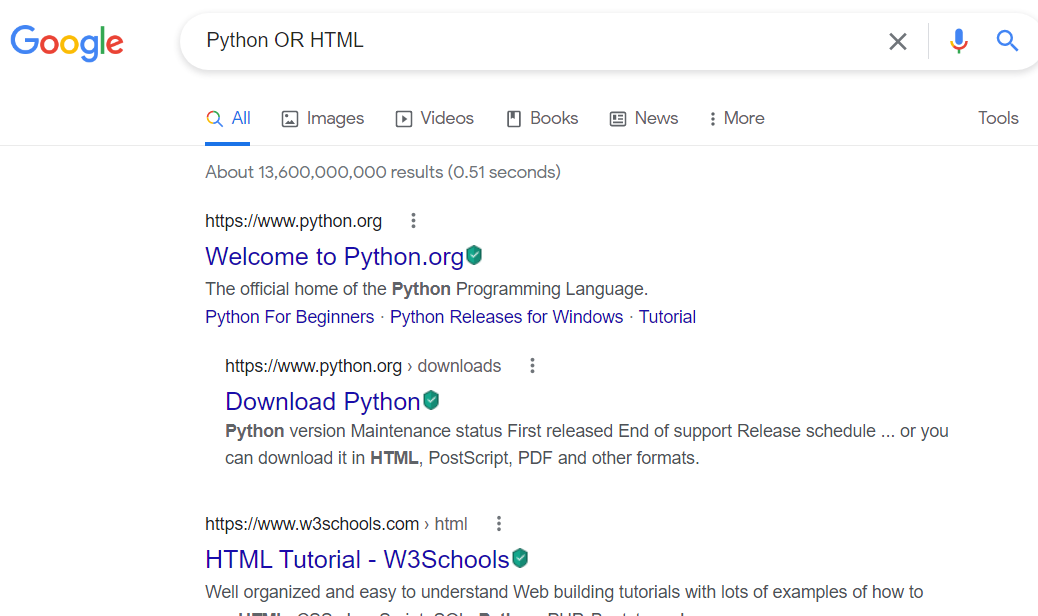 Google
Python OR HTML
All Images Videos Books News More Tools
About 13,600,000,000 results (0.51 seconds)
https://www.python.org
Welcome to Python.org
The official home of the Python Programming Language.
Python For Beginners · Python Releases for Windows · Tutorial
https://www.python.org › downloads
Download Python
Python version Maintenance status First released End of support Release schedule ... or you
can download it in HTML, PostScript, PDF and other formats.
https://www.w3schools.com › html
HTML Tutorial - W3Schools
Well organized and easy to understand Web building tutorials with lots of examples of how to